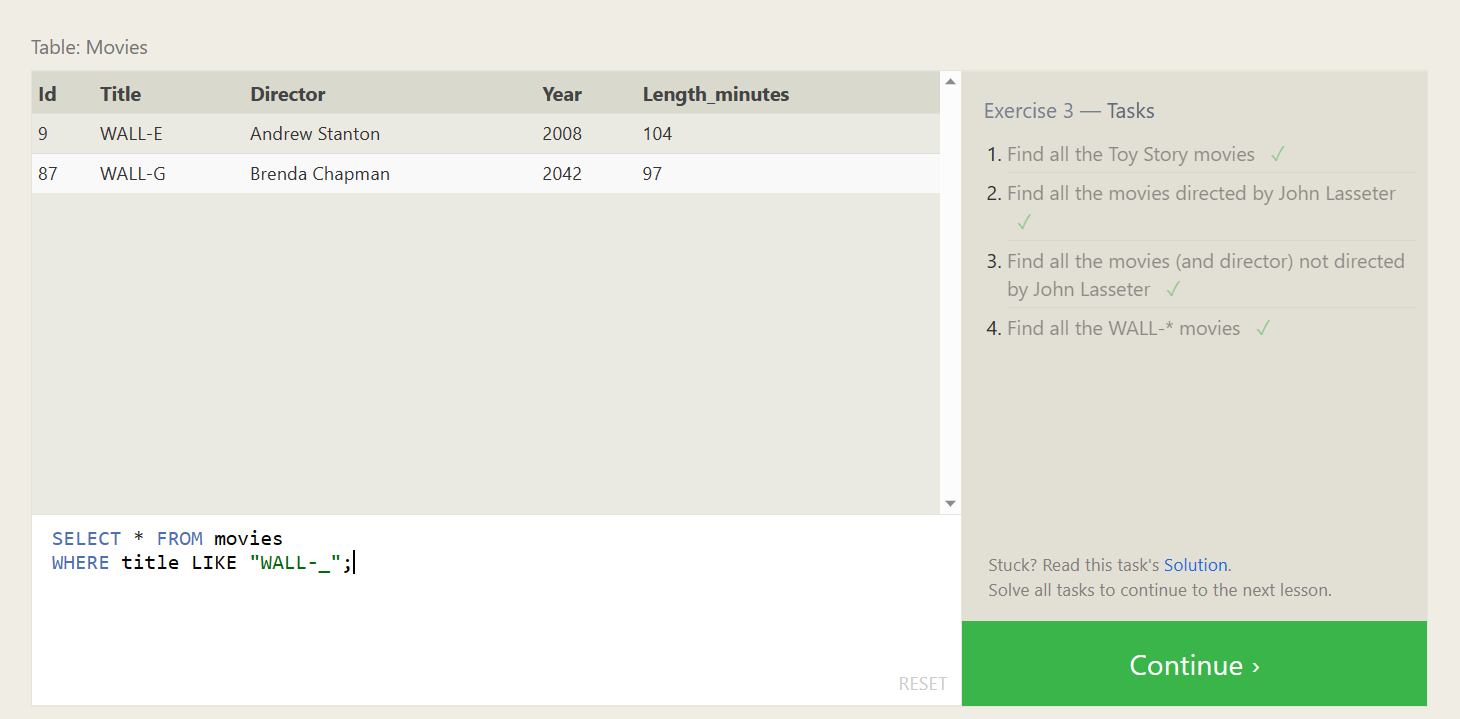 Table: Movies
Id Title Director Year Length_minutes
9 WALL-E Andrew Stanton 2008 104
87 WALL-G Brenda Chapman 2042 97
SELECT * FROM movies
WHERE title LIKE "WALL-_";
RESET
Exercise 3 — Tasks
1. Find all the Toy Story movies ✓
2. Find all the movies directed by John Lasseter
✓
3. Find all the movies (and director) not directed
by John Lasseter ✓
4. Find all the WALL-* movies ✓
Stuck? Read this task's Solution.
Solve all tasks to continue to the next lesson.
Continue ›